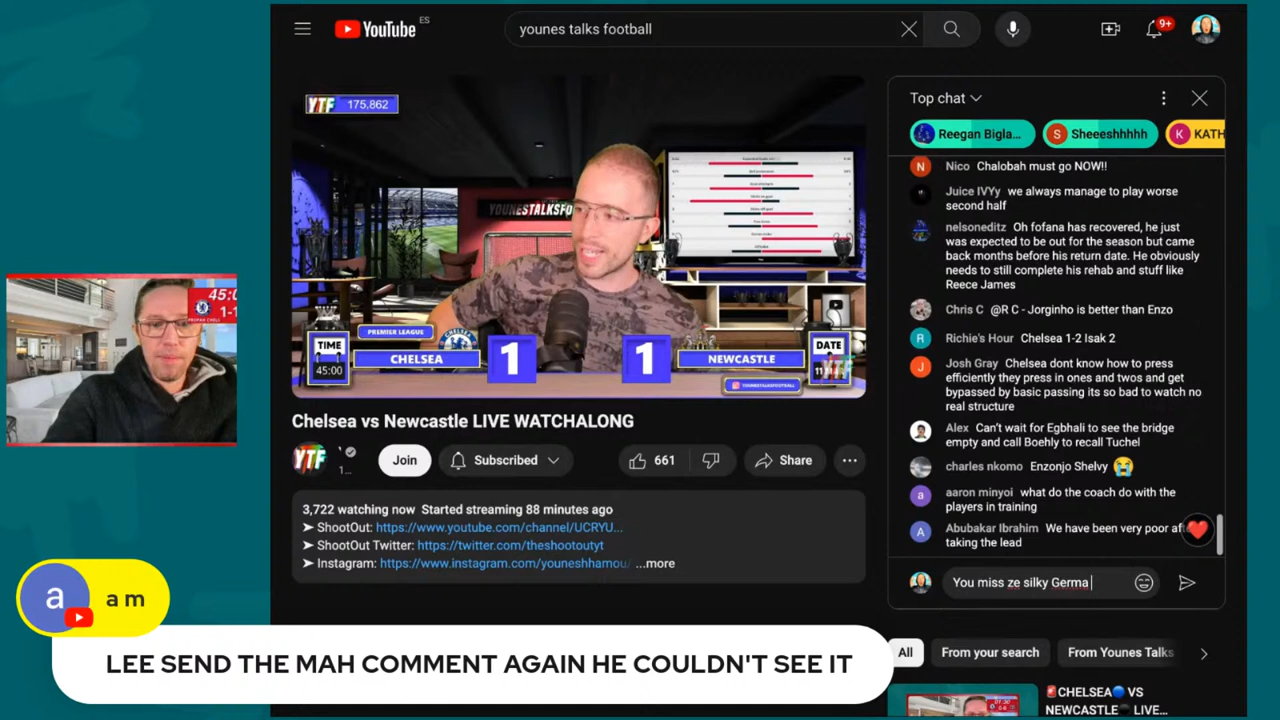 YouTube ES
younes talks football
9+
YTF 175,862
YOUNESTALKSFO
PREMIER LEAGUE
TIME
45:00
CHELSEA
1
1
NEWCASTLE
DATE
YOUNESTALKSFOOTBALL
45:0
1-1
Chelsea vs Newcastle LIVE WATCHALONG
YTF
1...
Join
Subscribed
661
Share
3,722 watching now Started streaming 88 minutes ago
➤ ShootOut: https://www.youtube.com/channel/UCRYU...
➤ ShootOut Twitter: https://twitter.com/theshootoutyt
➤ Instagram: https://www.instagram.com/youneshhamou/ ...more
Top chat
Reegan Bigla...
S Sheeeshhhhh
K KATH
N Nico Chalobah must go NOW!!
Juice IVYy we always manage to play worse
second half
nelsoneditz Oh fofana has recovered, he just
was expected to be out for the season but came
back months before his return date. He obviously
needs to still complete his rehab and stuff like
Reece James
Chris C @R C - Jorginho is better than Enzo
R Richie's Hour Chelsea 1-2 Isak 2
J Josh Gray Chelsea dont know how to press
efficiently they press in ones and twos and get
bypassed by basic passing its so bad to watch no
real structure
Alex Can't wait for Egbhali to see the bridge
empty and call Boehly to recall Tuchel
charles nkomo Enzonjo Shelvy 😭
a aaron minyoi what do the coach do with the
players in training
A Abubakar Ibrahim We have been very poor af
taking the lead
You miss ze silky Germa
All
From your search
From Younes Talks
🚨CHELSEA🔵 VS
NEWCASTLE⚫ LIVE...
a a m
LEE SEND THE MAH COMMENT AGAIN HE COULDN'T SEE IT